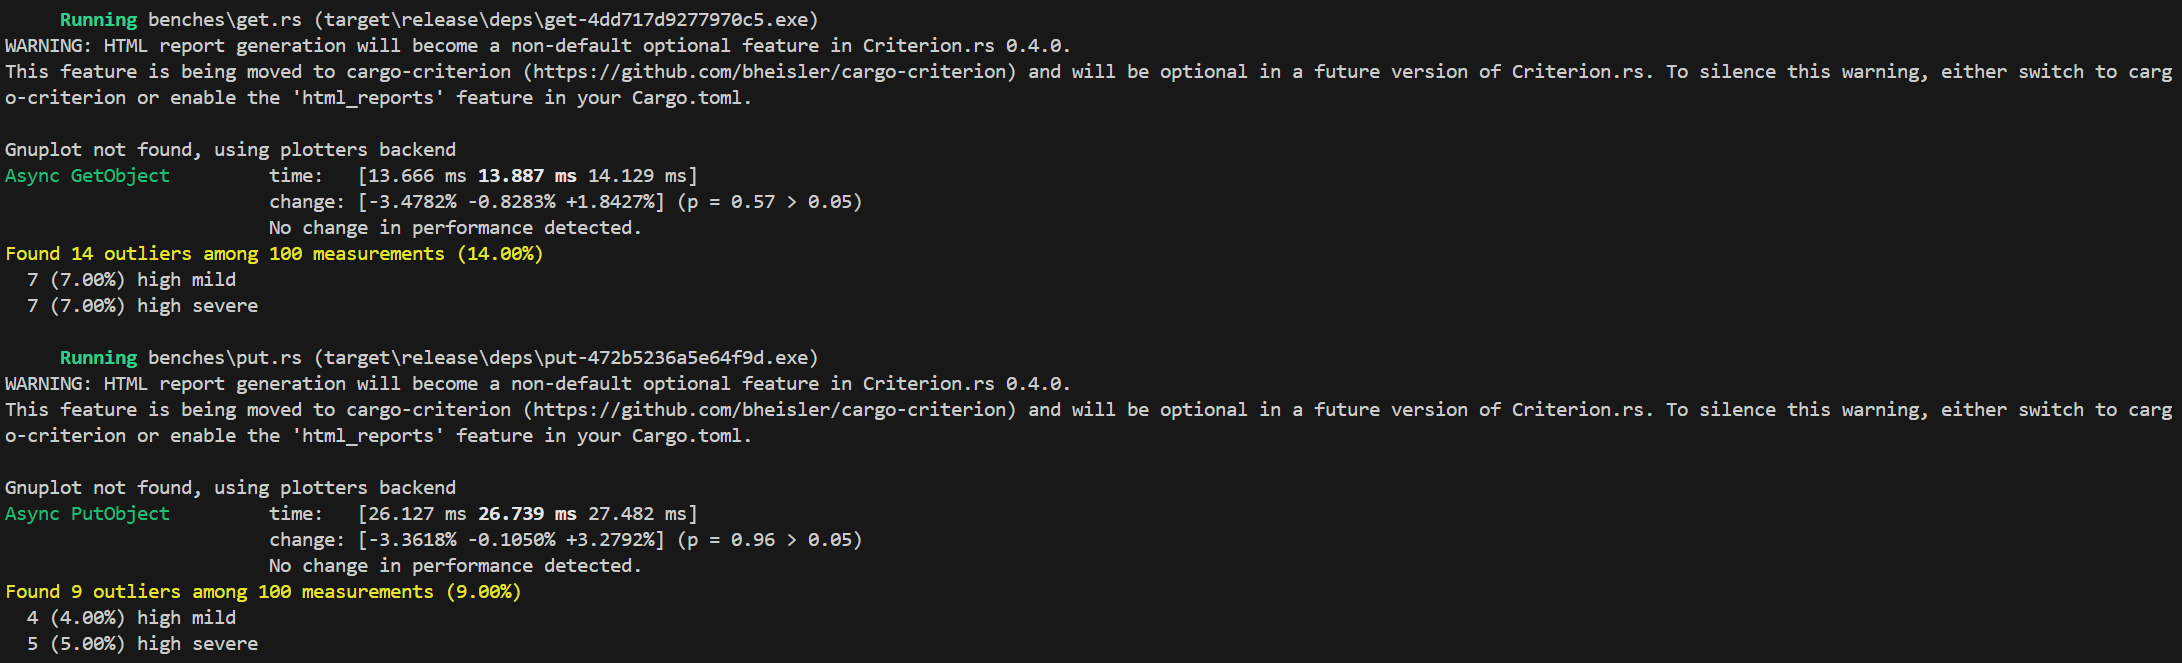 Running benches\get.rs (target\release\deps\get-4dd717d9277970c5.exe)
WARNING: HTML report generation will become a non-default optional feature in Criterion.rs 0.4.0.
This feature is being moved to cargo-criterion (https://github.com/bheisler/cargo-criterion) and will be optional in a future version of Criterion.rs. To silence this warning, either switch to carg
o-criterion or enable the 'html_reports' feature in your Cargo.toml.

Gnuplot not found, using plotters backend
Async GetObject         time:   [13.666 ms 13.887 ms 14.129 ms]
                        change: [-3.4782% -0.8283% +1.8427%] (p = 0.57 > 0.05)
                        No change in performance detected.
Found 14 outliers among 100 measurements (14.00%)
  7 (7.00%) high mild
  7 (7.00%) high severe

     Running benches\put.rs (target\release\deps\put-472b5236a5e64f9d.exe)
WARNING: HTML report generation will become a non-default optional feature in Criterion.rs 0.4.0.
This feature is being moved to cargo-criterion (https://github.com/bheisler/cargo-criterion) and will be optional in a future version of Criterion.rs. To silence this warning, either switch to carg
o-criterion or enable the 'html_reports' feature in your Cargo.toml.

Gnuplot not found, using plotters backend
Async PutObject         time:   [26.127 ms 26.739 ms 27.482 ms]
                        change: [-3.3618% -0.1050% +3.2792%] (p = 0.96 > 0.05)
                        No change in performance detected.
Found 9 outliers among 100 measurements (9.00%)
  4 (4.00%) high mild
  5 (5.00%) high severe